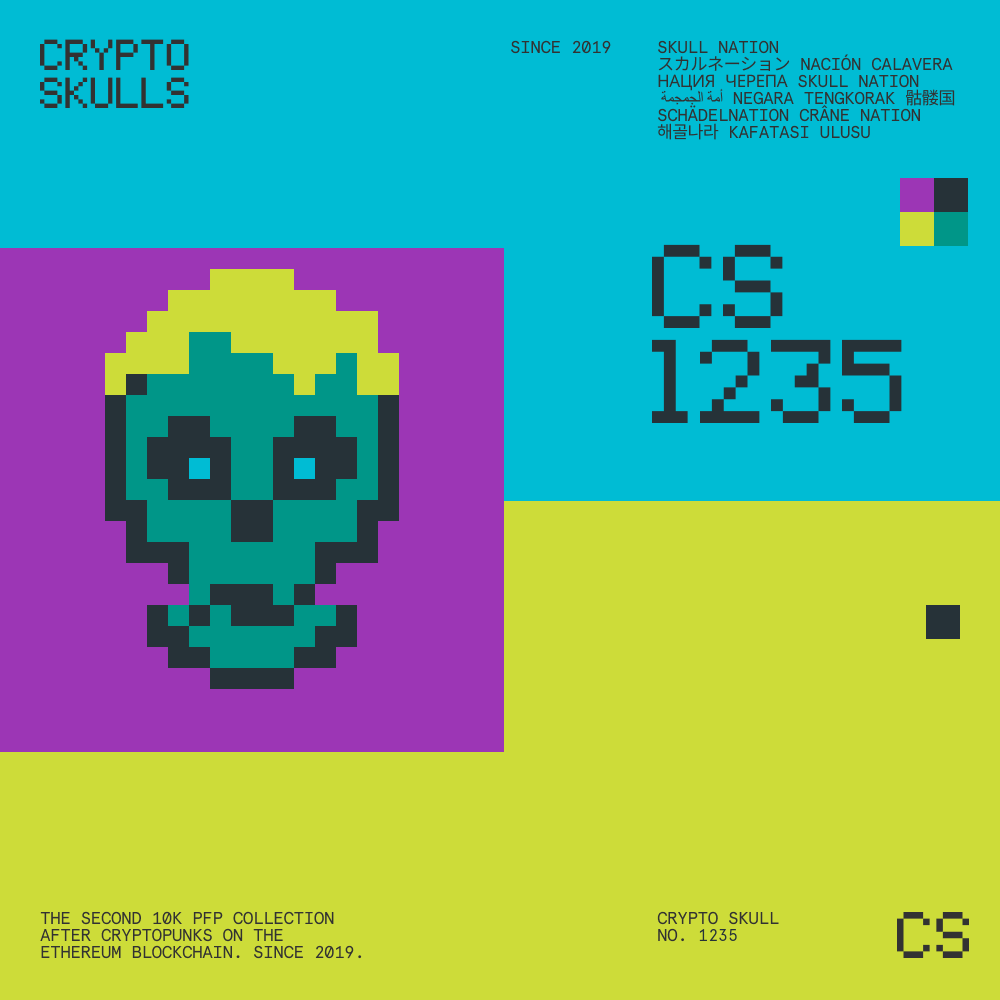 CRYPTO
SKULLS
SINCE 2019
SKULL NATION
スカルネーション NACIÓN CALAVERA
НАЦИЯ ЧЕРЕПА SKULL NATION
أمة الجمجمة NEGARA TENGKORAK 骷髅国
SCHÄDELNATION CRÂNE NATION
해골나라 KAFATASI ULUSU
CS
1235
THE SECOND 10K PFP COLLECTION
AFTER CRYPTOPUNKS ON THE
ETHEREUM BLOCKCHAIN. SINCE 2019.
CRYPTO SKULL
NO. 1235
CS